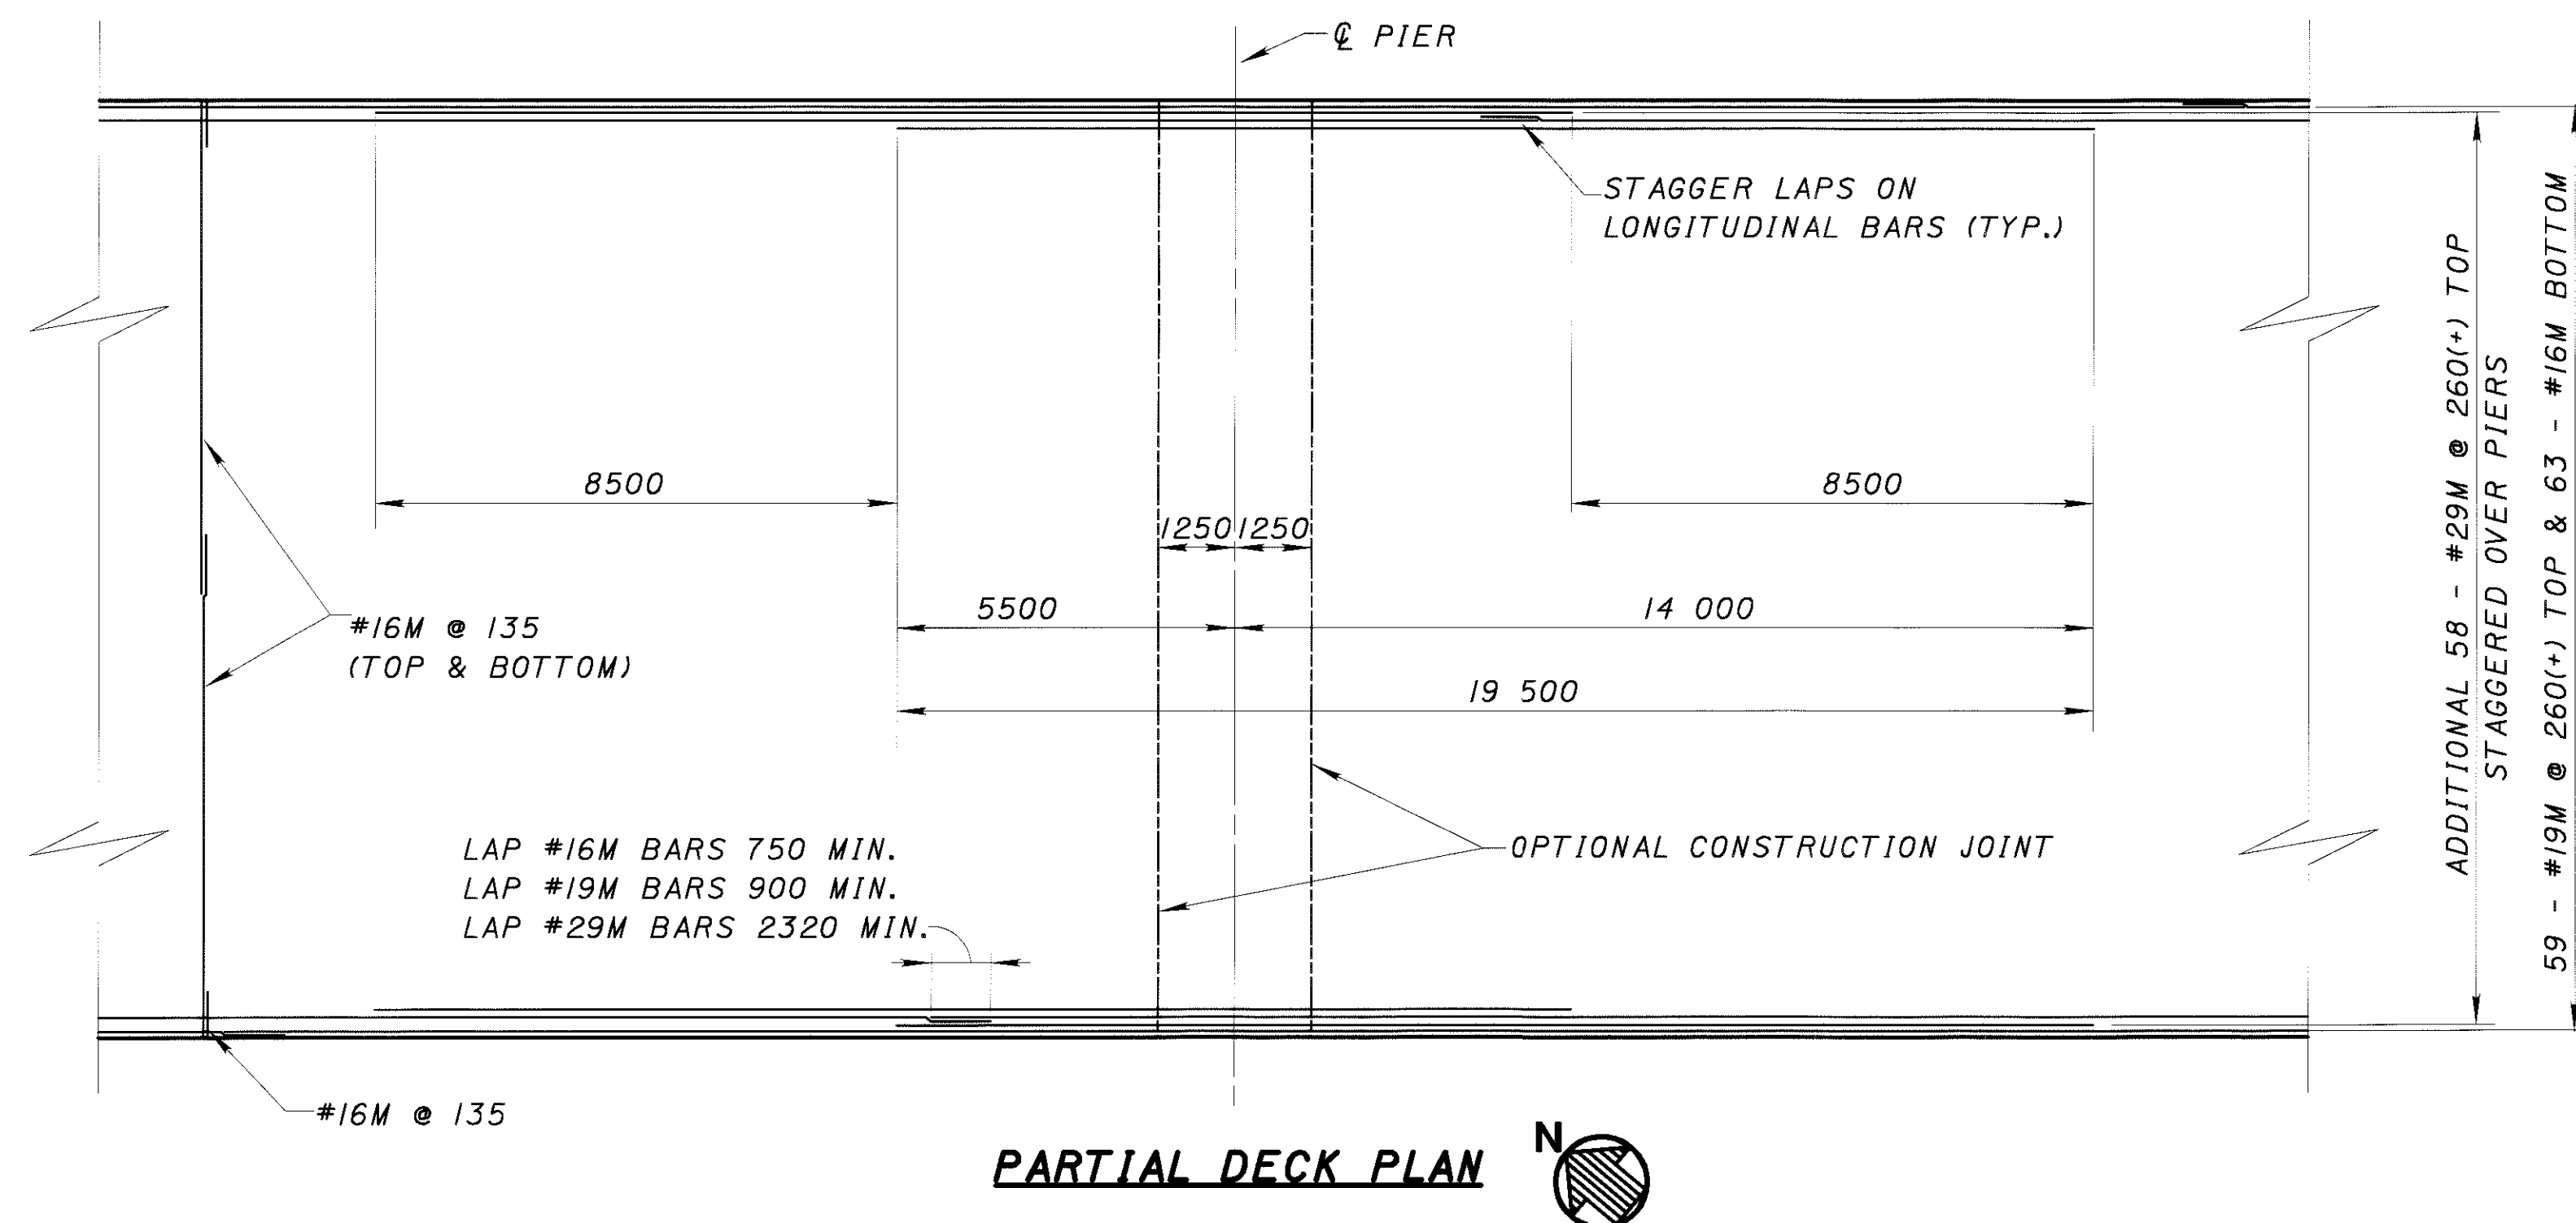 ℄ PIER
STAGGER LAPS ON
LONGITUDINAL BARS (TYP.)
8500
8500
1250
1250
5500
14 000
#16M @ 135
(TOP & BOTTOM)
19 500
LAP #16M BARS 750 MIN.
LAP #19M BARS 900 MIN.
LAP #29M BARS 2320 MIN.
OPTIONAL CONSTRUCTION JOINT
#16M @ 135
ADDITIONAL 58 - #29M @ 260(+) TOP
STAGGERED OVER PIERS
59 - #19M @ 260(+) TOP & 63 - #16M BOTTOM
PARTIAL DECK PLAN
N